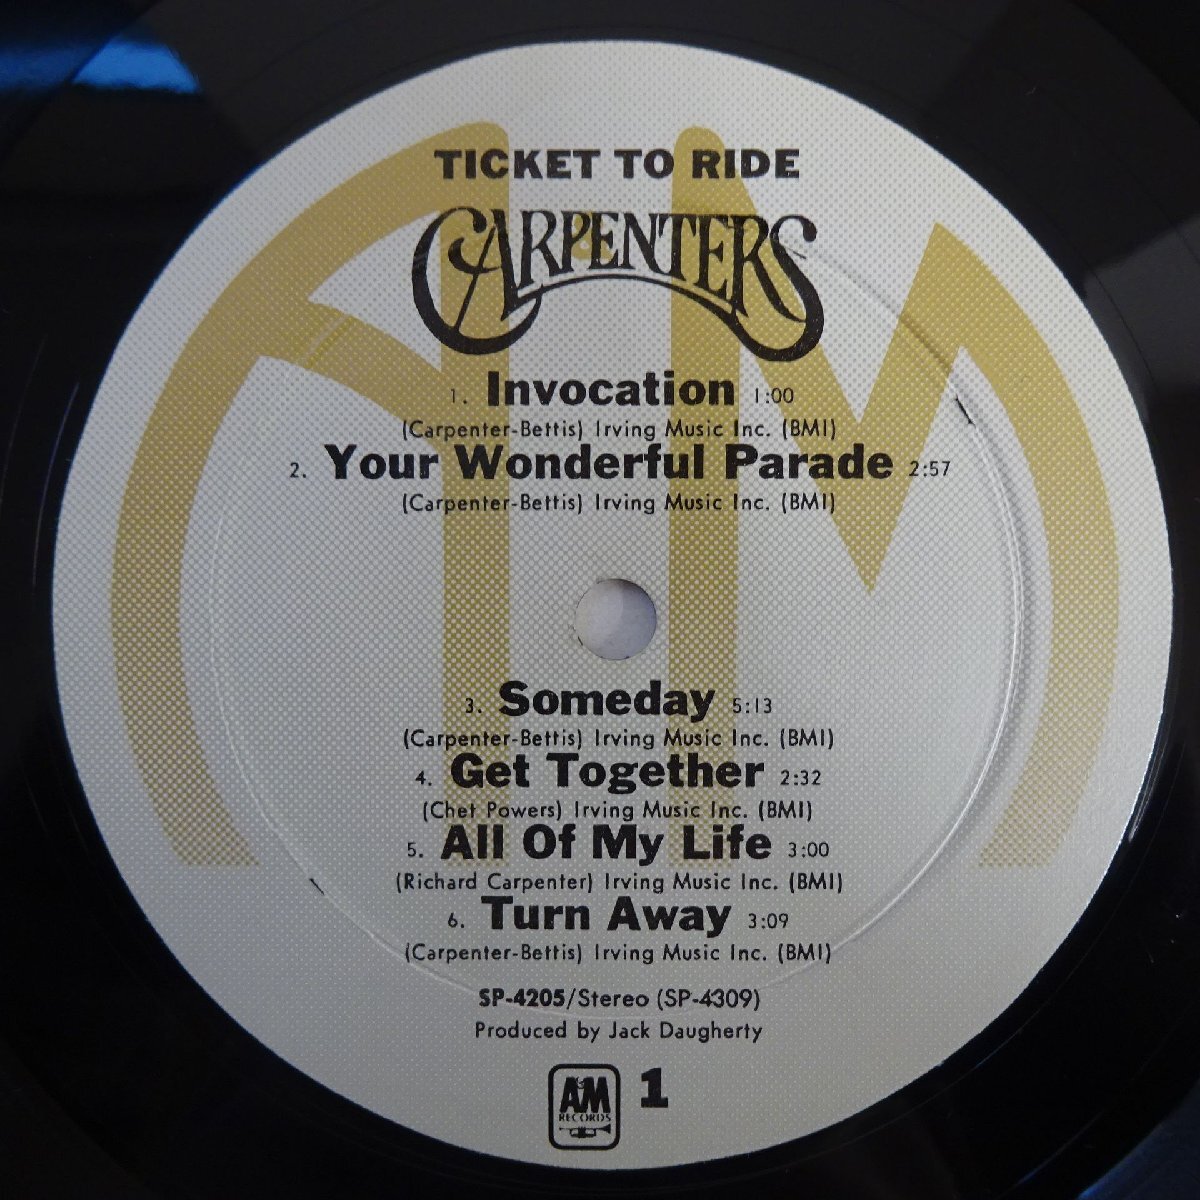 TICKET TO RIDE
CARPENTERS
1. Invocation 1:00
(Carpenter-Bettis) Irving Music Inc. (BMI)
2. Your Wonderful Parade 2:57
(Carpenter-Bettis) Irving Music Inc. (BMI)
3. Someday 5:13
(Carpenter-Bettis) Irving Music Inc. (BMI)
4. Get Together 2:32
(Chet Powers) Irving Music Inc. (BMI)
5. All Of My Life 3:00
(Richard Carpenter) Irving Music Inc. (BMI)
6. Turn Away 3:09
(Carpenter-Bettis) Irving Music Inc. (BMI)
SP-4205/Stereo (SP-4309)
Produced by Jack Daugherty
A&M RECORDS 1